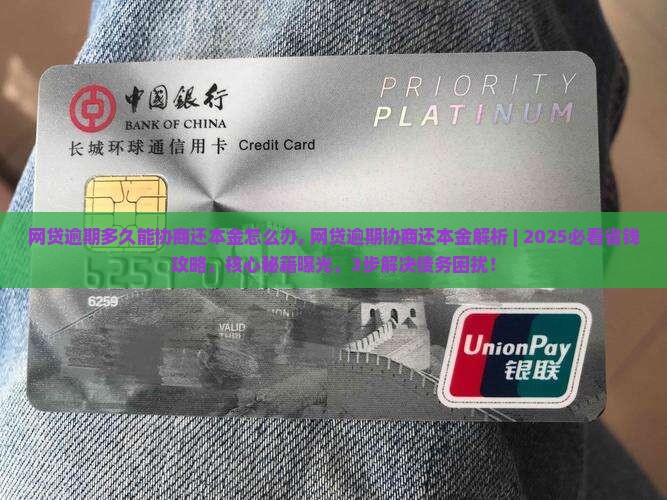 PRIORITY
PLATINUM
中國銀行
BANK OF CHINA
长城环球通信用卡 Credit Card
网贷逾期多久能协商还本金怎么办, 网贷逾期协商还本金解析 | 2025必看省钱
攻略，核心秘籍曝光，3步解决债务困扰！
6259
6259
VALID
THRU
UnionPay
银联